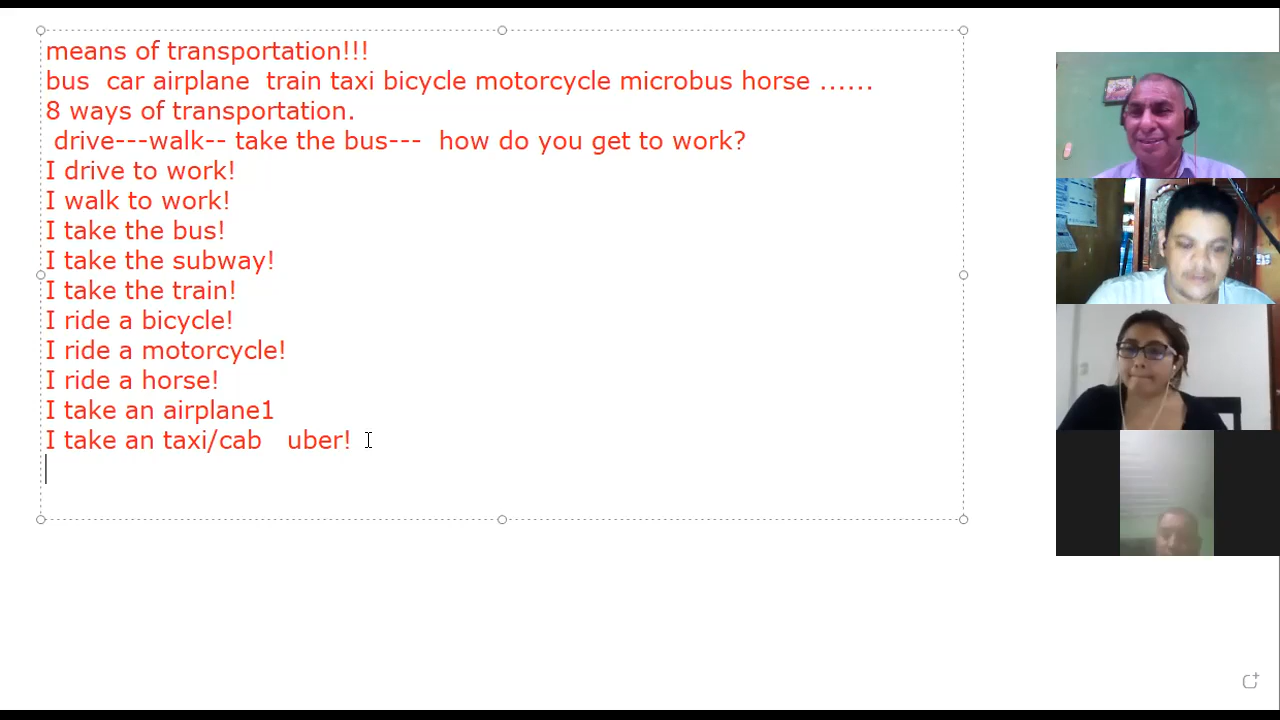 means of transportation!!!
bus  car airplane  train taxi bicycle motorcycle microbus horse ......
8 ways of transportation.
drive---walk-- take the bus---  how do you get to work?
I drive to work!
I walk to work!
I take the bus!
I take the subway!
I take the train!
I ride a bicycle!
I ride a motorcycle!
I ride a horse!
I take an airplane1
I take an taxi/cab   uber!